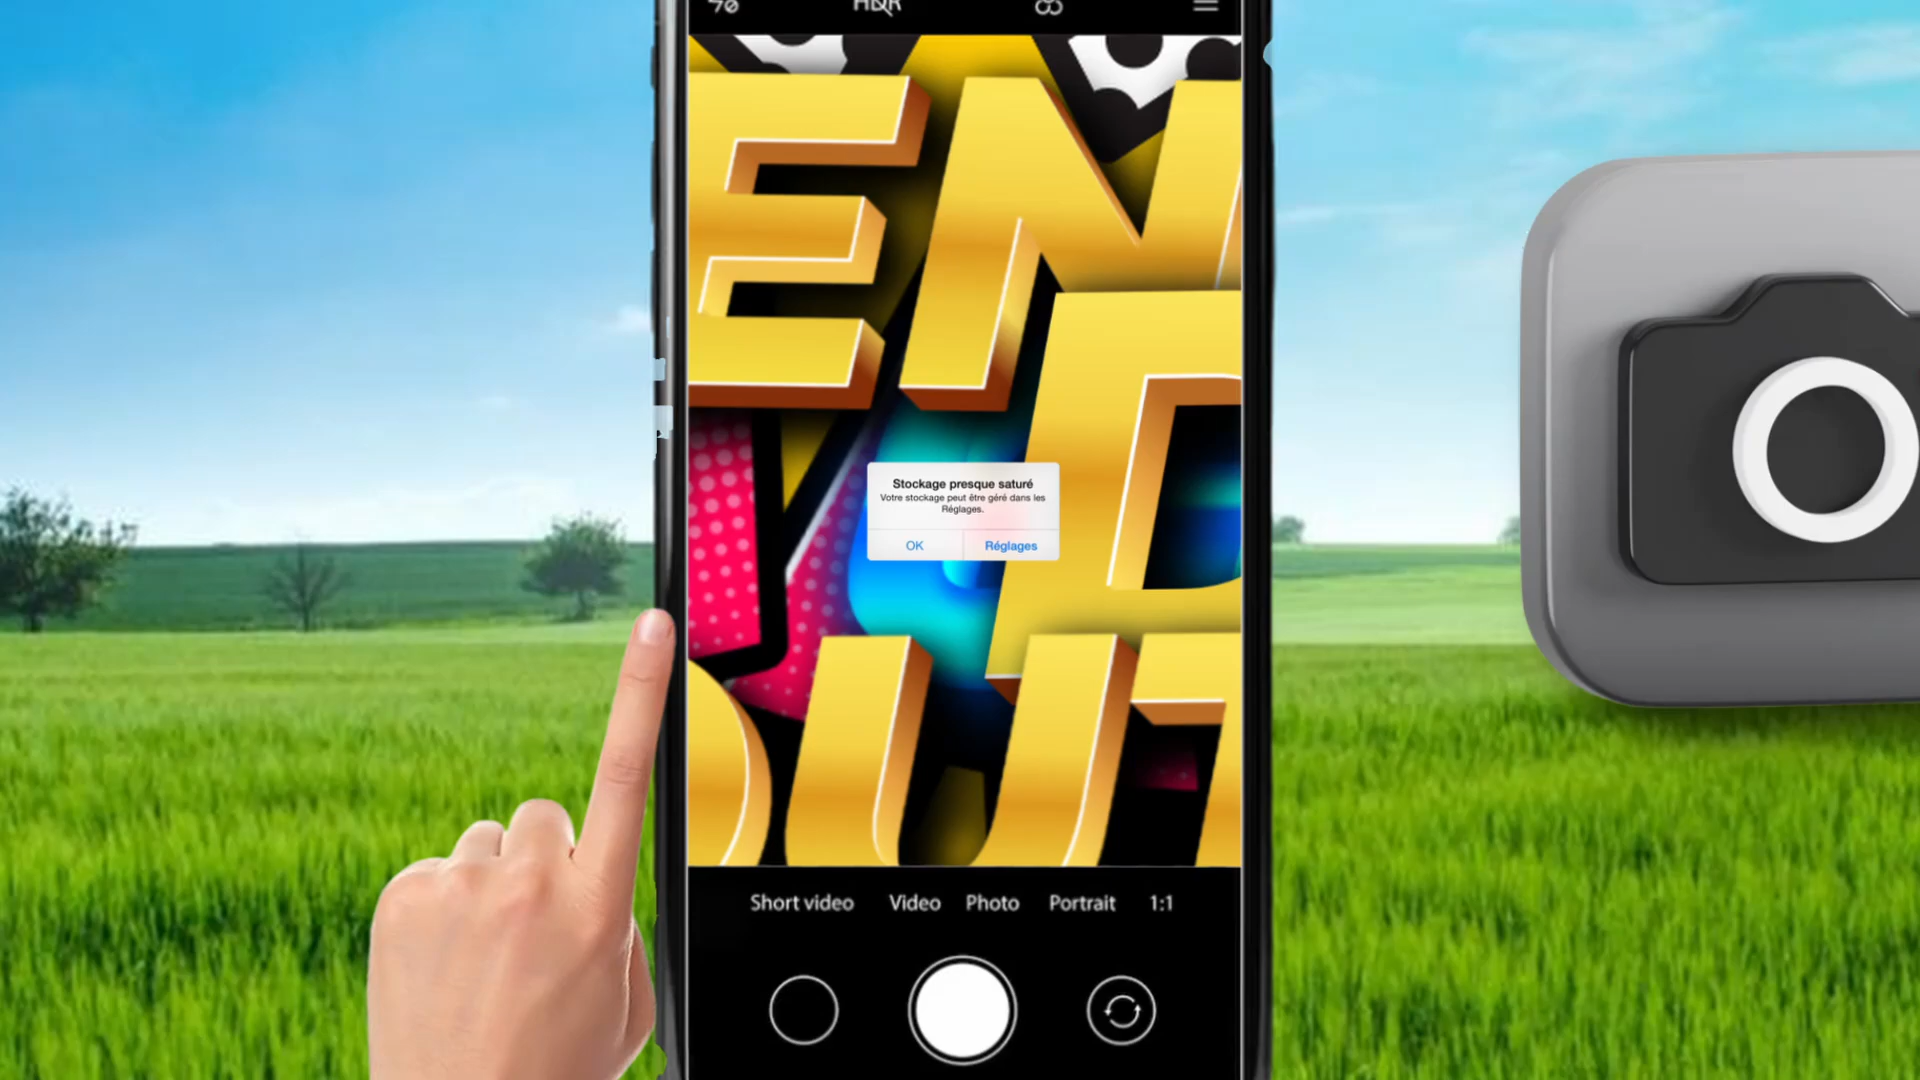 HDR
EN
D
OUT
Stockage presque saturé
Votre stockage peut être géré dans les
Réglages.
OK Réglages
Short video Video Photo Portrait 1:1